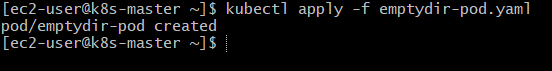 [ec2-user@k8s-master ~]$ kubectl apply -f emptydir-pod.yaml
pod/emptydir-pod created
[ec2-user@k8s-master ~]$